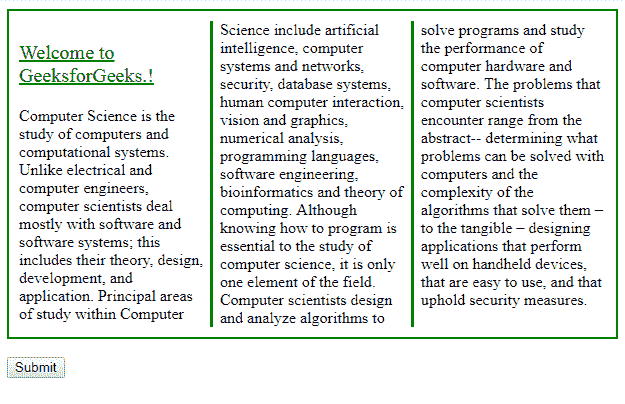 Welcome to
GeeksforGeeks.!
Computer Science is the
study of computers and
computational systems.
Unlike electrical and
computer engineers,
computer scientists deal
mostly with software and
software systems; this
includes their theory, design,
development, and
application. Principal areas
of study within Computer
Science include artificial
intelligence, computer
systems and networks,
security, database systems,
human computer interaction,
vision and graphics,
numerical analysis,
programming languages,
software engineering,
bioinformatics and theory of
computing. Although
knowing how to program is
essential to the study of
computer science, it is only
one element of the field.
Computer scientists design
and analyze algorithms to
solve programs and study
the performance of
computer hardware and
software. The problems that
computer scientists
encounter range from the
abstract-- determining what
problems can be solved with
computers and the
complexity of the
algorithms that solve them –
to the tangible – designing
applications that perform
well on handheld devices,
that are easy to use, and that
uphold security measures.
Submit